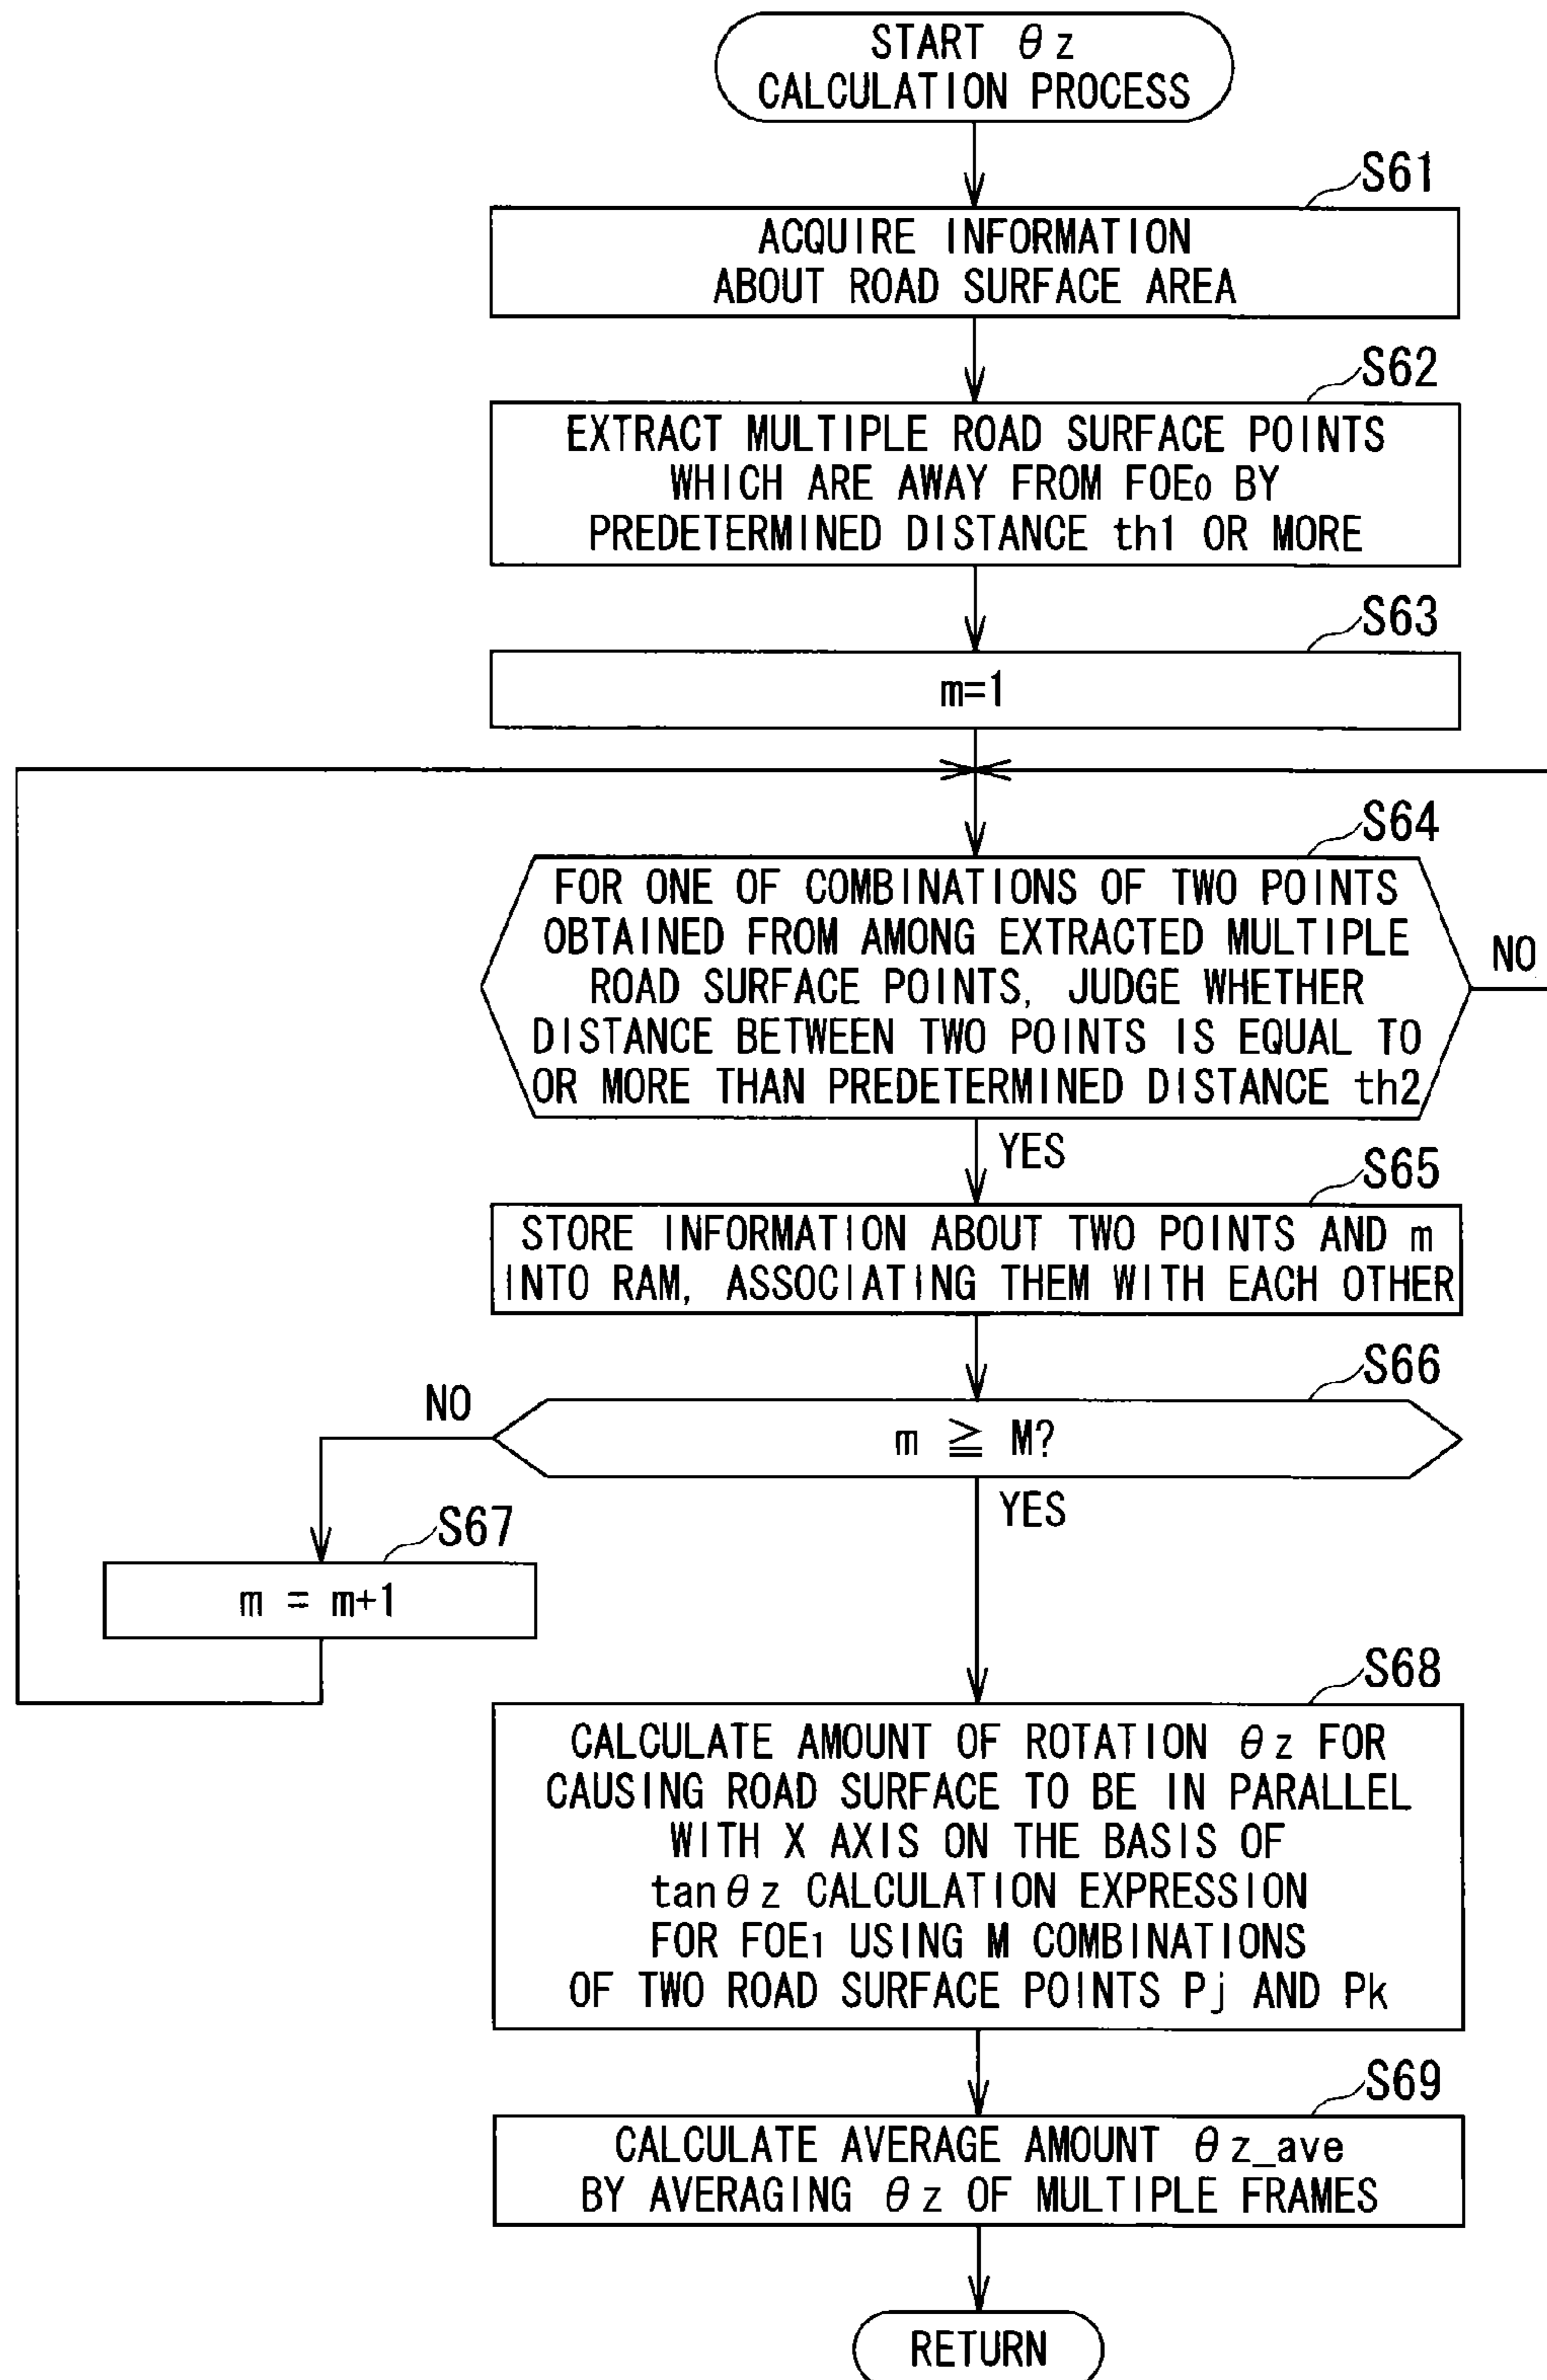 START θz
CALCULATION PROCESS
S61
ACQUIRE INFORMATION
ABOUT ROAD SURFACE AREA
S62
EXTRACT MULTIPLE ROAD SURFACE POINTS
WHICH ARE AWAY FROM FOE₀ BY
PREDETERMINED DISTANCE th1 OR MORE
S63
m=1
S64
FOR ONE OF COMBINATIONS OF TWO POINTS
OBTAINED FROM AMONG EXTRACTED MULTIPLE
ROAD SURFACE POINTS, JUDGE WHETHER
DISTANCE BETWEEN TWO POINTS IS EQUAL TO
OR MORE THAN PREDETERMINED DISTANCE th2
NO
YES
S65
STORE INFORMATION ABOUT TWO POINTS AND m
INTO RAM, ASSOCIATING THEM WITH EACH OTHER
S66
NO
m ≧ M?
YES
S67
m = m+1
S68
CALCULATE AMOUNT OF ROTATION θz FOR
CAUSING ROAD SURFACE TO BE IN PARALLEL
WITH X AXIS ON THE BASIS OF
tanθz CALCULATION EXPRESSION
FOR FOE₁ USING M COMBINATIONS
OF TWO ROAD SURFACE POINTS Pj AND Pk
S69
CALCULATE AVERAGE AMOUNT θz_ave
BY AVERAGING θz OF MULTIPLE FRAMES
RETURN